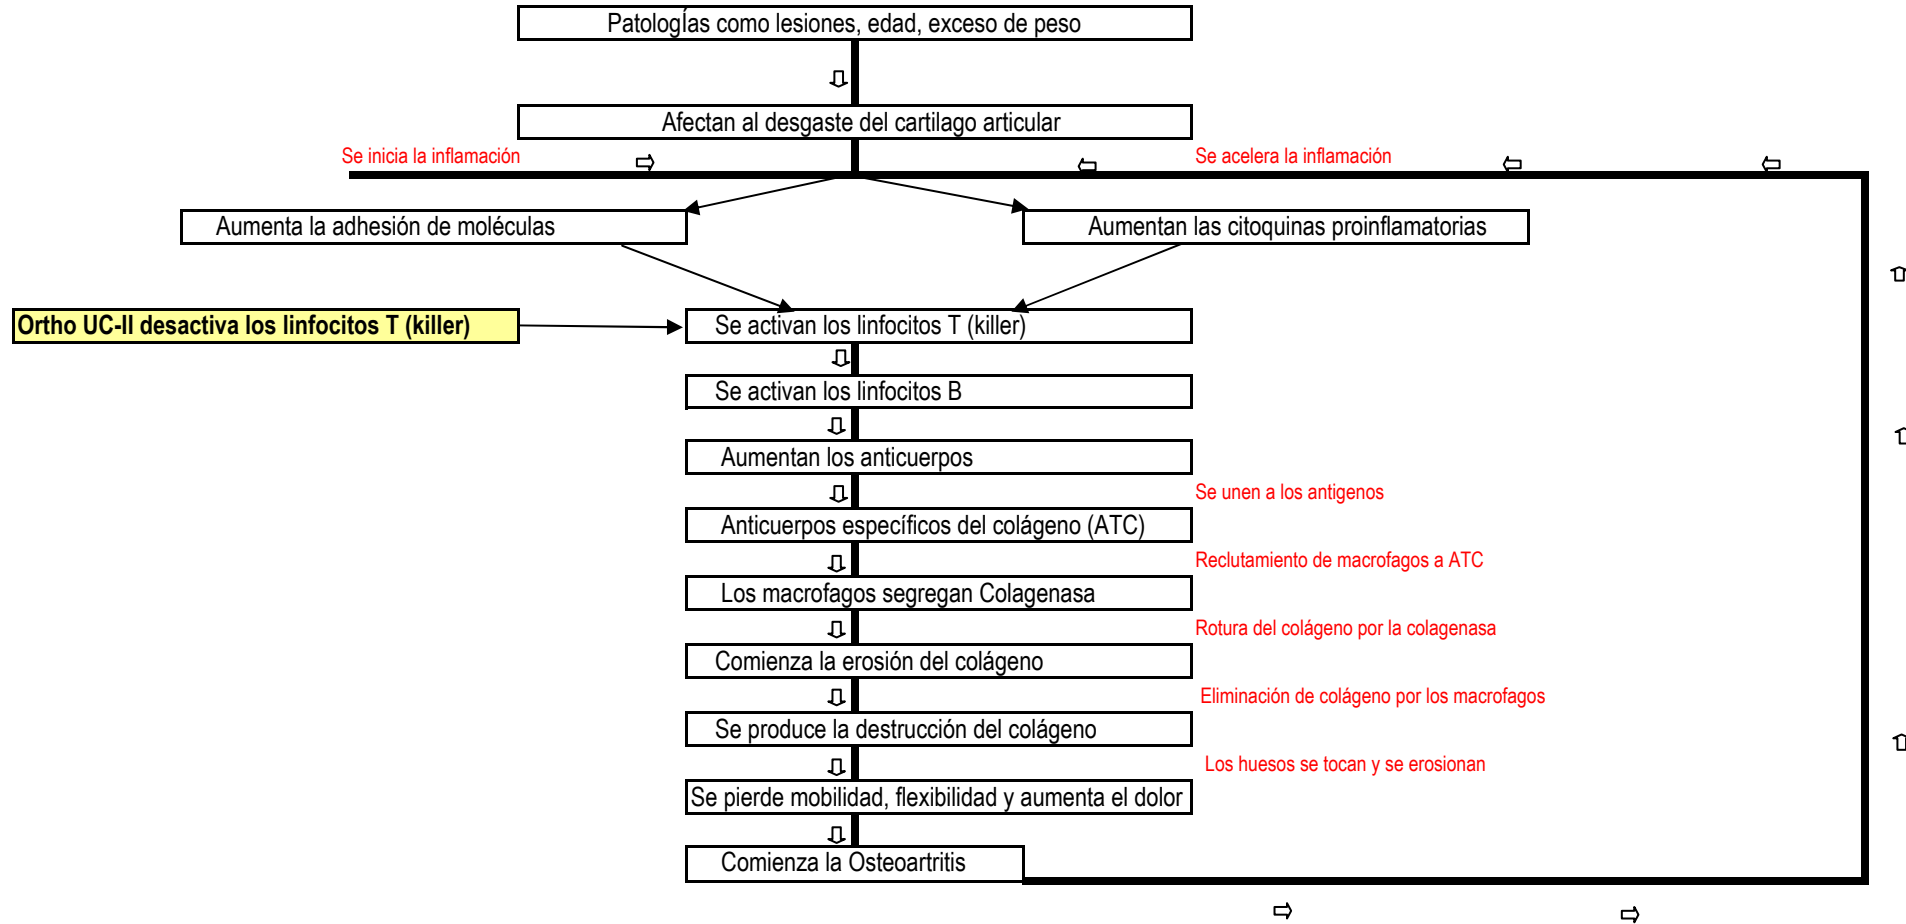 Patologías como lesiones, edad, exceso de peso
Afectan al desgaste del cartilago articular
Se inicia la inflamación
Se acelera la inflamación
Aumenta la adhesión de moléculas
Aumentan las citoquinas proinflamatorias
Ortho UC-II desactiva los linfocitos T (killer)
Se activan los linfocitos T (killer)
Se activan los linfocitos B
Aumentan los anticuerpos
Se unen a los antigenos
Anticuerpos específicos del colágeno (ATC)
Reclutamiento de macrofagos a ATC
Los macrofagos segregan Colagenasa
Rotura del colágeno por la colagenasa
Comienza la erosión del colágeno
Eliminación de colágeno por los macrofagos
Se produce la destrucción del colágeno
Los huesos se tocan y se erosionan
Se pierde mobilidad, flexibilidad y aumenta el dolor
Comienza la Osteoartritis